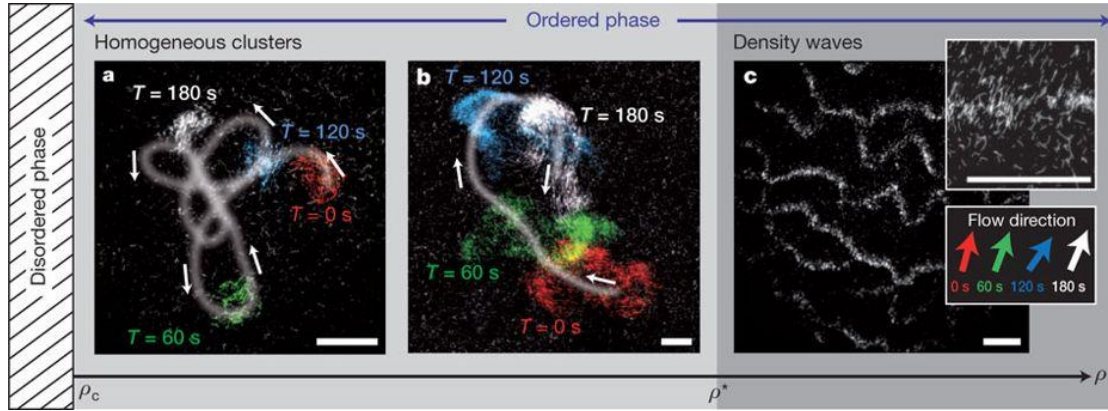 Ordered phase
Homogeneous clusters
Density waves
Disordered phase
a
T = 180 s
T = 120 s
T = 0 s
T = 60 s
b
T = 120 s
T = 180 s
T = 60 s
T = 0 s
c
Flow direction
0 s 60 s 120 s 180 s
ρc
ρ*
ρ